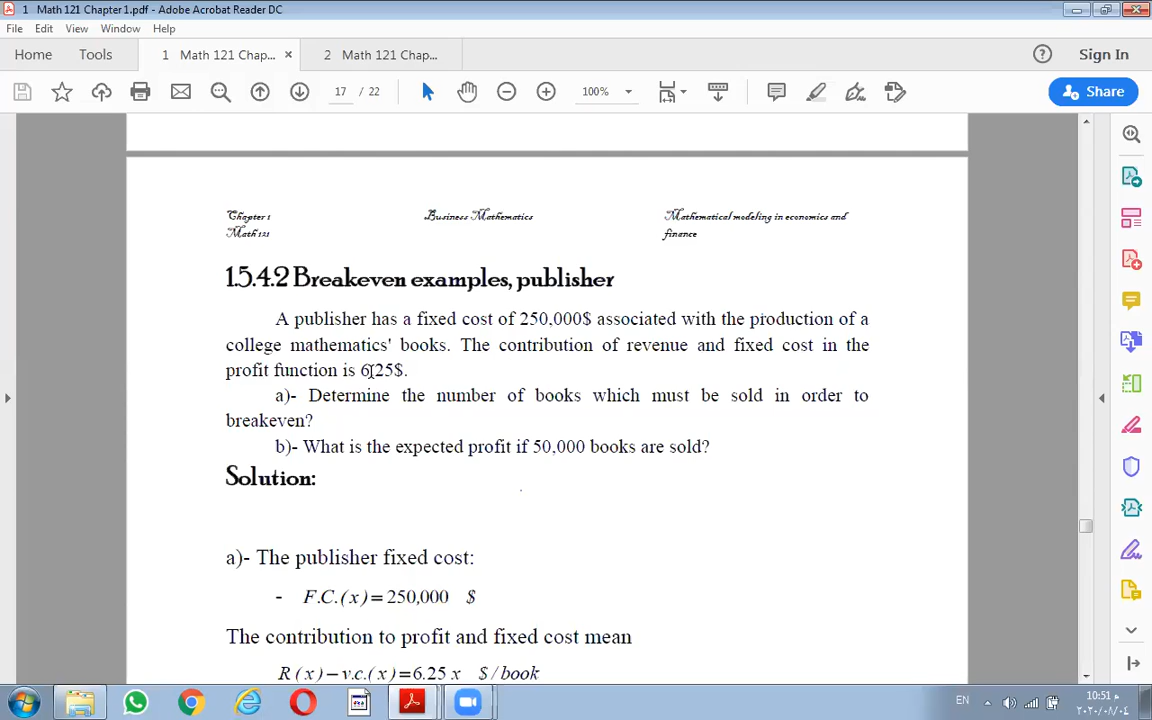 1 Math 121 Chapter 1.pdf - Adobe Acrobat Reader DC
File Edit View Window Help
Home Tools 1 Math 121 Chap... × 2 Math 121 Chap... Sign In
17 / 22 100% Share
Chapter 1 Business Mathematics Mathematical modeling in economics and
Math 121 finance
1.5.4.2 Breakeven examples, publisher
A publisher has a fixed cost of 250,000$ associated with the production of a
college mathematics' books. The contribution of revenue and fixed cost in the
profit function is 6.25$.
a)- Determine the number of books which must be sold in order to
breakeven?
b)- What is the expected profit if 50,000 books are sold?
Solution:
a)- The publisher fixed cost:
- F.C.(x)=250,000 $
The contribution to profit and fixed cost mean
R(x)−v.c.(x)=6.25 x $/book
EN 10:51 م
٢٠٢٠/٠٨/٠٤